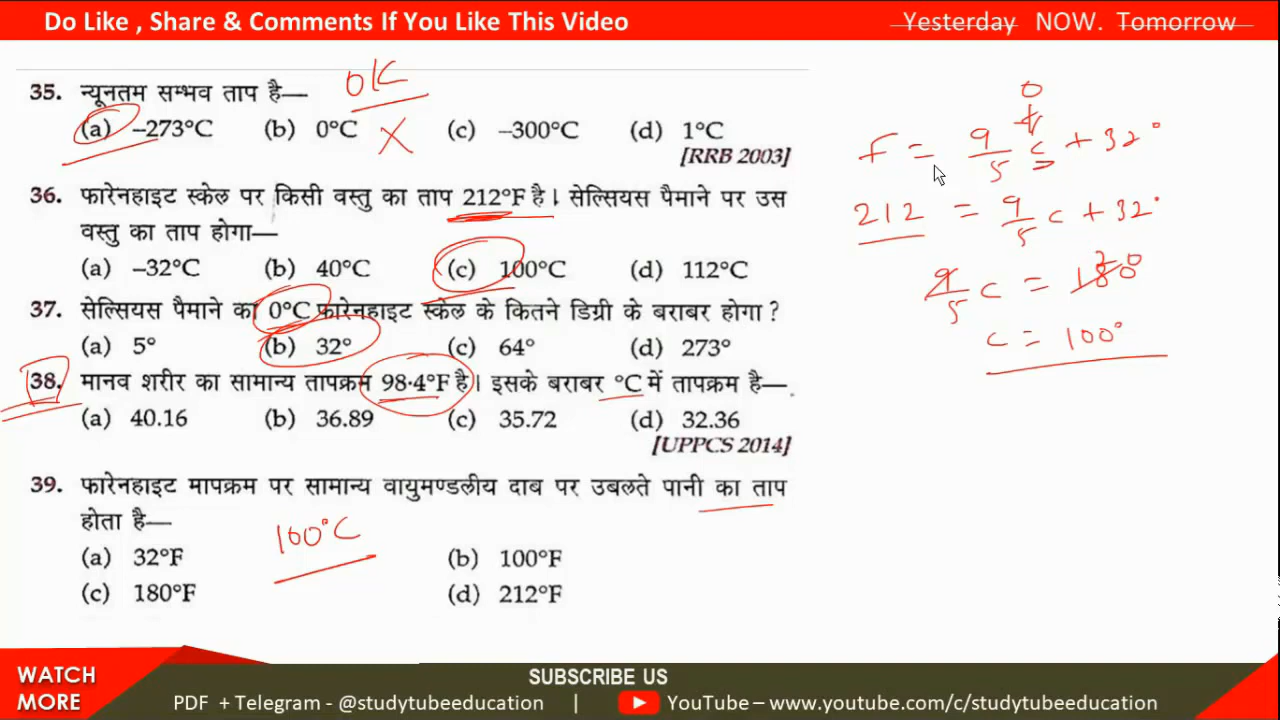 Do Like , Share & Comments If You Like This Video
Yesterday NOW. Tomorrow
35. न्यूनतम सम्भव ताप है—
0K
(a) –273°C (b) 0°C (c) –300°C (d) 1°C
[RRB 2003]
36. फारेनहाइट स्केल पर किसी वस्तु का ताप 212°F है। सेल्सियस पैमाने पर उस
वस्तु का ताप होगा—
(a) –32°C (b) 40°C (c) 100°C (d) 112°C
37. सेल्सियस पैमाने का 0°C फारेनहाइट स्केल के कितने डिग्री के बराबर होगा ?
(a) 5° (b) 32° (c) 64° (d) 273°
38. मानव शरीर का सामान्य तापक्रम 98·4°F है। इसके बराबर °C में तापक्रम है—
(a) 40.16 (b) 36.89 (c) 35.72 (d) 32.36
[UPPCS 2014]
39. फारेनहाइट मापक्रम पर सामान्य वायुमण्डलीय दाब पर उबलते पानी का ताप
होता है—
100°C
(a) 32°F (b) 100°F
(c) 180°F (d) 212°F
0
F = 9/5 C + 32°
212 = 9/5 C + 32°
9/5 C = 180
C = 100°
WATCH
MORE
SUBSCRIBE US
PDF + Telegram - @studytubeeducation | YouTube – www.youtube.com/c/studytubeeducation